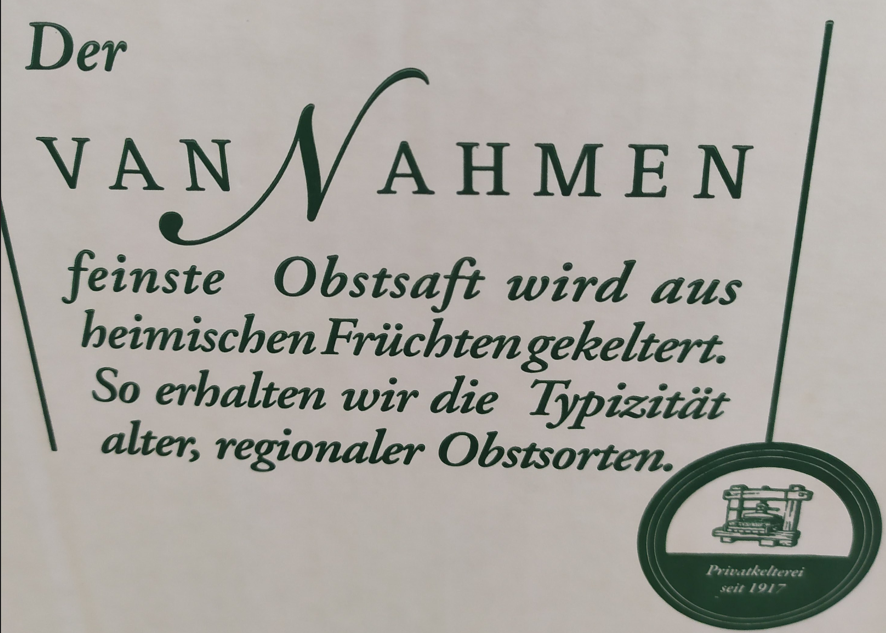 Der
VAN NAHMEN
feinste Obstsaft wird aus
heimischen Früchten gekeltert.
So erhalten wir die Typizität
alter, regionaler Obstsorten.
Privatkelterei
seit 1917